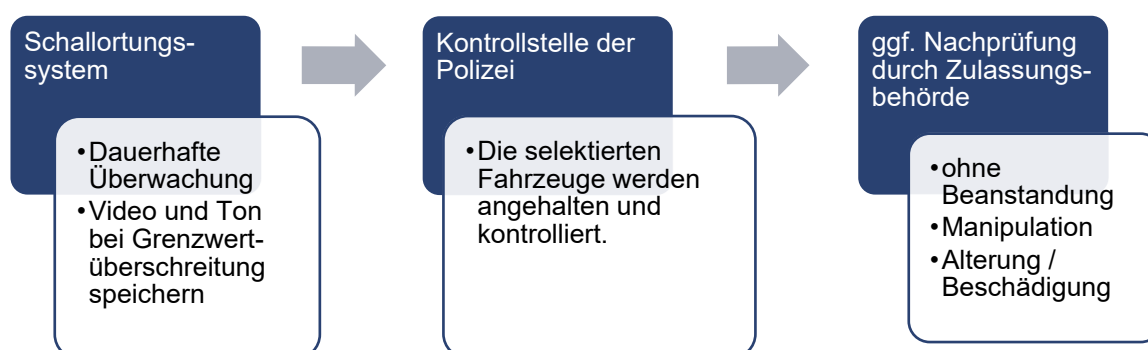 Schallortungs-
system
•Dauerhafte
Überwachung
•Video und Ton
bei Grenzwert-
überschreitung
speichern
Kontrollstelle der
Polizei
•Die selektierten
Fahrzeuge werden
angehalten und
kontrolliert.
ggf. Nachprüfung
durch Zulassungs-
behörde
•ohne
Beanstandung
•Manipulation
•Alterung /
Beschädigung